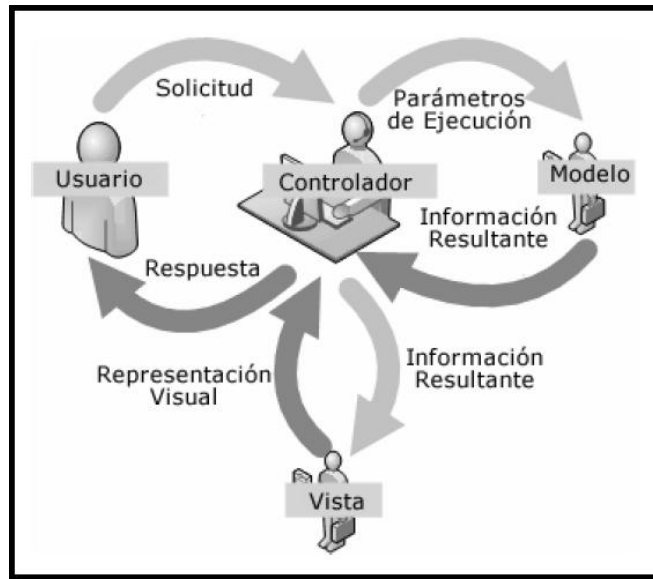 Solicitud
Parámetros
de Ejecución
Usuario
Controlador
Modelo
Información
Resultante
Respuesta
Representación
Visual
Información
Resultante
Vista